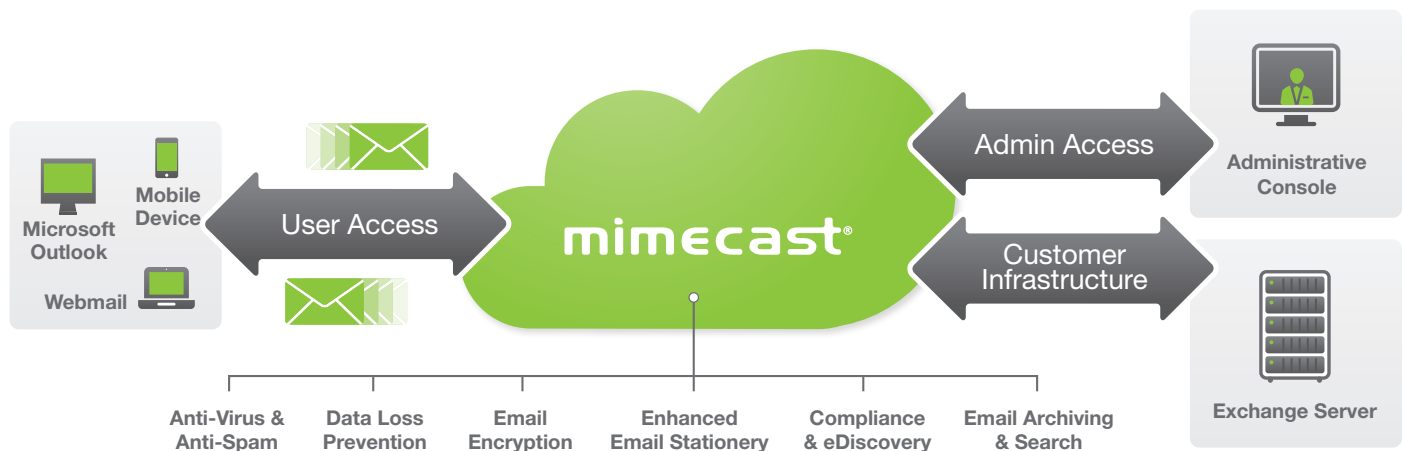 Microsoft
Outlook
Mobile
Device
Webmail
User Access
mimecast®
Admin Access
Customer
Infrastructure
Administrative
Console
Exchange Server
Anti-Virus &
Anti-Spam
Data Loss
Prevention
Email
Encryption
Enhanced
Email Stationery
Compliance
& eDiscovery
Email Archiving
& Search